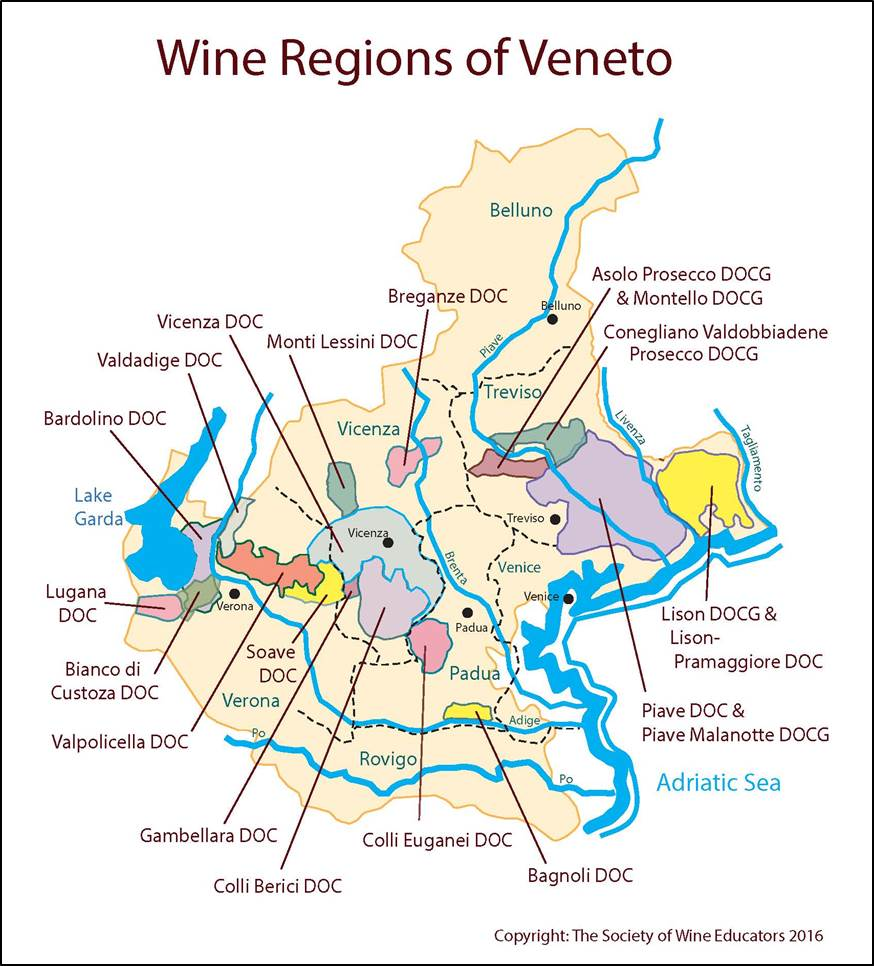 Wine Regions of Veneto
Belluno
Asolo Prosecco DOCG
& Montello DOCG
Breganze DOC
Belluno
Vicenza DOC
Conegliano Valdobbiadene
Prosecco DOCG
Monti Lessini DOC
Piave
Valdadige DOC
Treviso
Bardolino DOC
Vicenza
Livenza
Tagliamento
Lake
Garda
Treviso
Vicenza
Brenta
Venice
Lugana
DOC
Verona
Venice
Padua
Lison DOCG &
Lison-
Pramaggiore DOC
Soave
DOC
Bianco di
Custoza DOC
Padua
Verona
Piave DOC &
Piave Malanotte DOCG
Valpolicella DOC
Adige
Po
Rovigo
Po
Adriatic Sea
Gambellara DOC
Colli Euganei DOC
Colli Berici DOC
Bagnoli DOC
Copyright: The Society of Wine Educators 2016